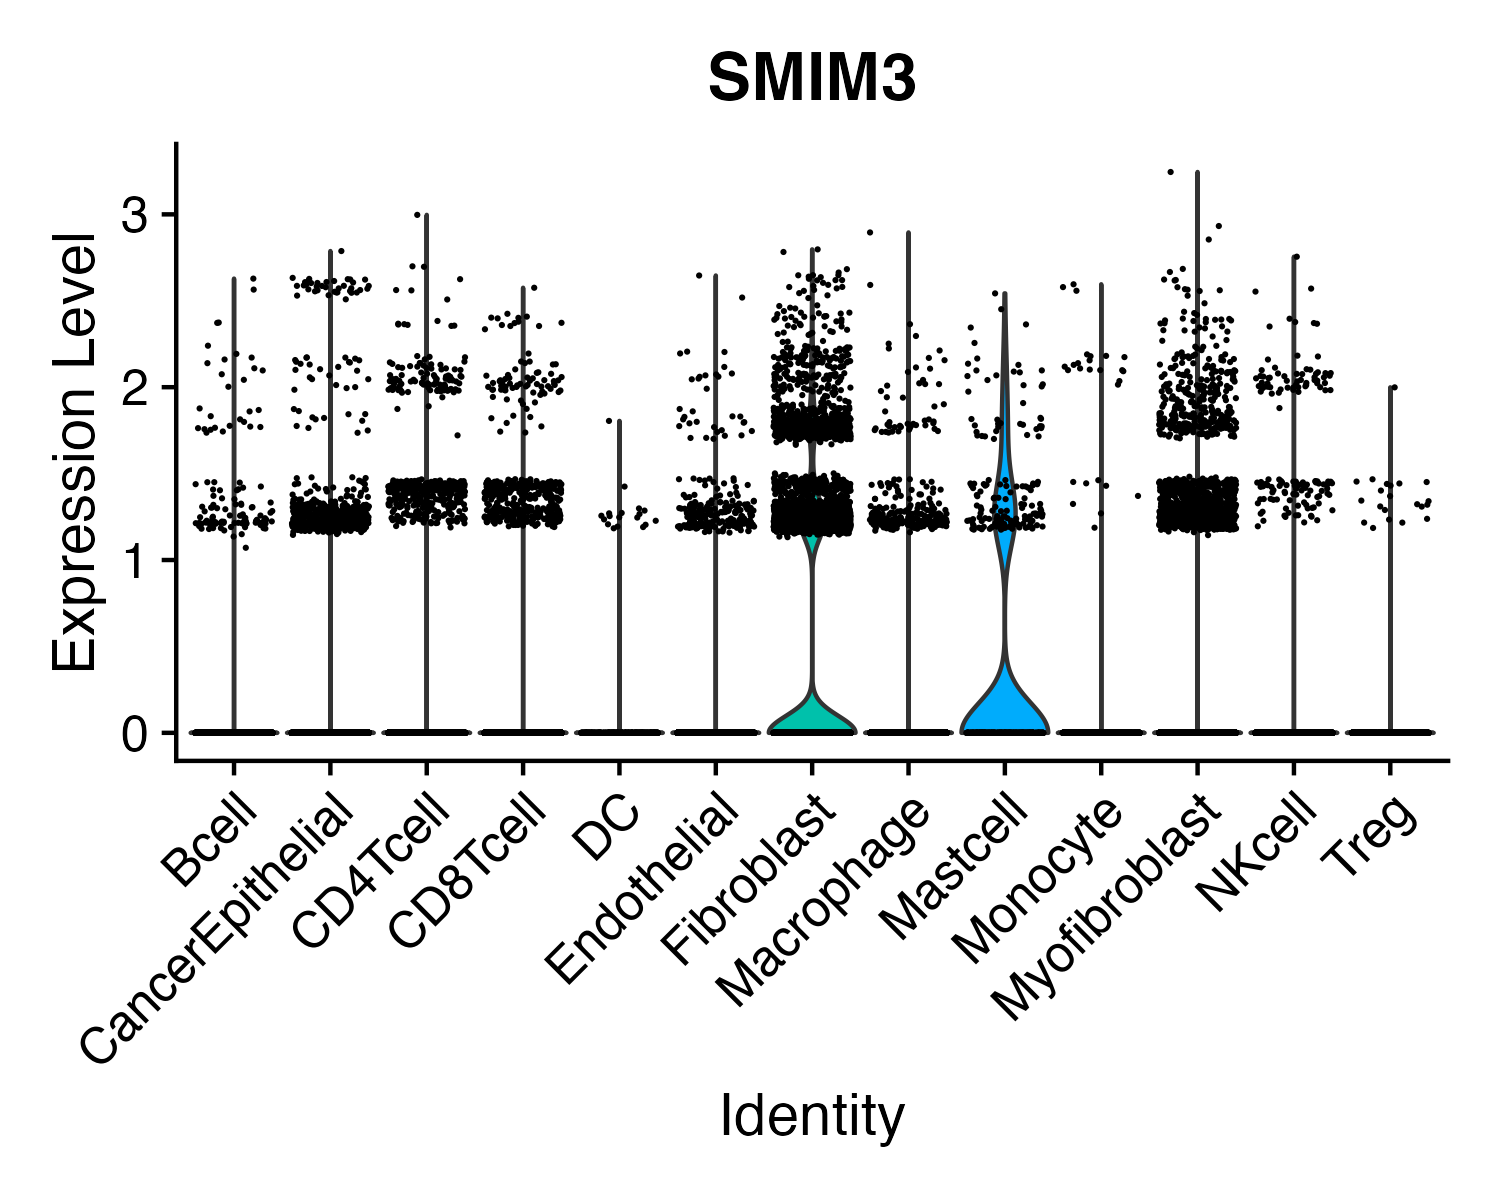 SMIM3
Expression Level
3
2
1
0
Bcell
CancerEpithelial
CD4Tcell
CD8Tcell
DC
Endothelial
Fibroblast
Macrophage
Mastcell
Monocyte
Myofibroblast
NKcell
Treg
Identity